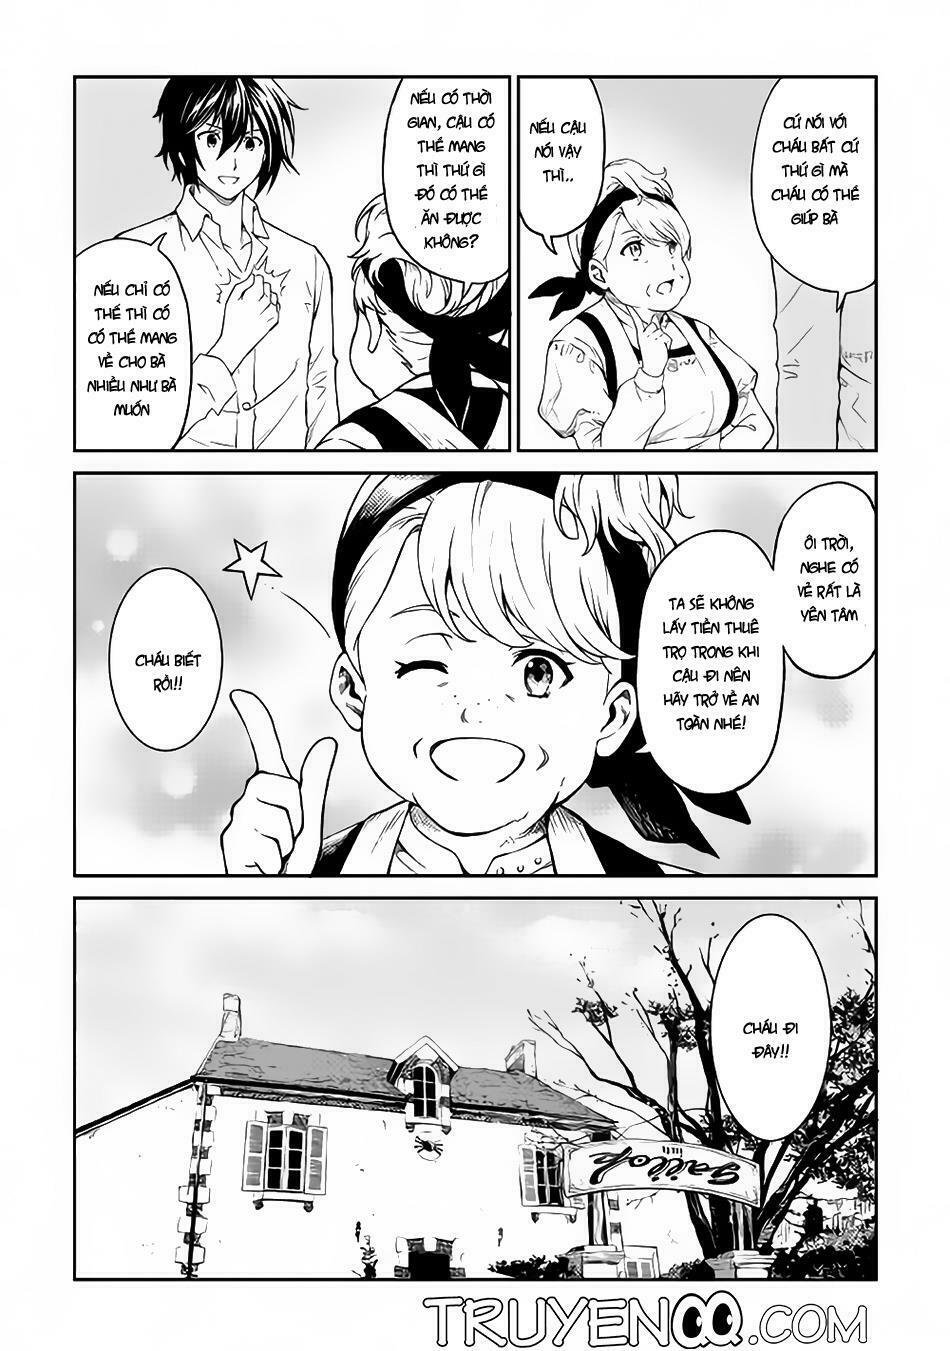 CỨ NÓI VỚI
CHÁU BẤT CỨ
THỨ GÌ MÀ
CHÁU CÓ THỂ
GIÚP BÀ
NẾU CẬU
NÓI VẬY
THÌ..
NẾU CÓ THỜI
GIAN, CẬU CÓ
THỂ MANG
THÌ THỨ GÌ
ĐÓ CÓ THỂ
ĂN ĐƯỢC
KHÔNG?
NẾU CHỈ CÓ
THẾ THÌ CÓ
CÓ THỂ MANG
VỀ CHO BÀ
NHIỀU NHƯ BÀ
MUỐN
ÔI TRỜI,
NGHE CÓ
VẺ RẤT LÀ
YÊN TÂM
TA SẼ KHÔNG
LẤY TIỀN THUÊ
TRỌ TRONG KHI
CẬU ĐI NÊN
HÃY TRỞ VỀ AN
TOÀN NHÉ!
CHÁU BIẾT
RỒI!!
CHÁU ĐI
ĐÂY!!
TRUYENQQ.COM